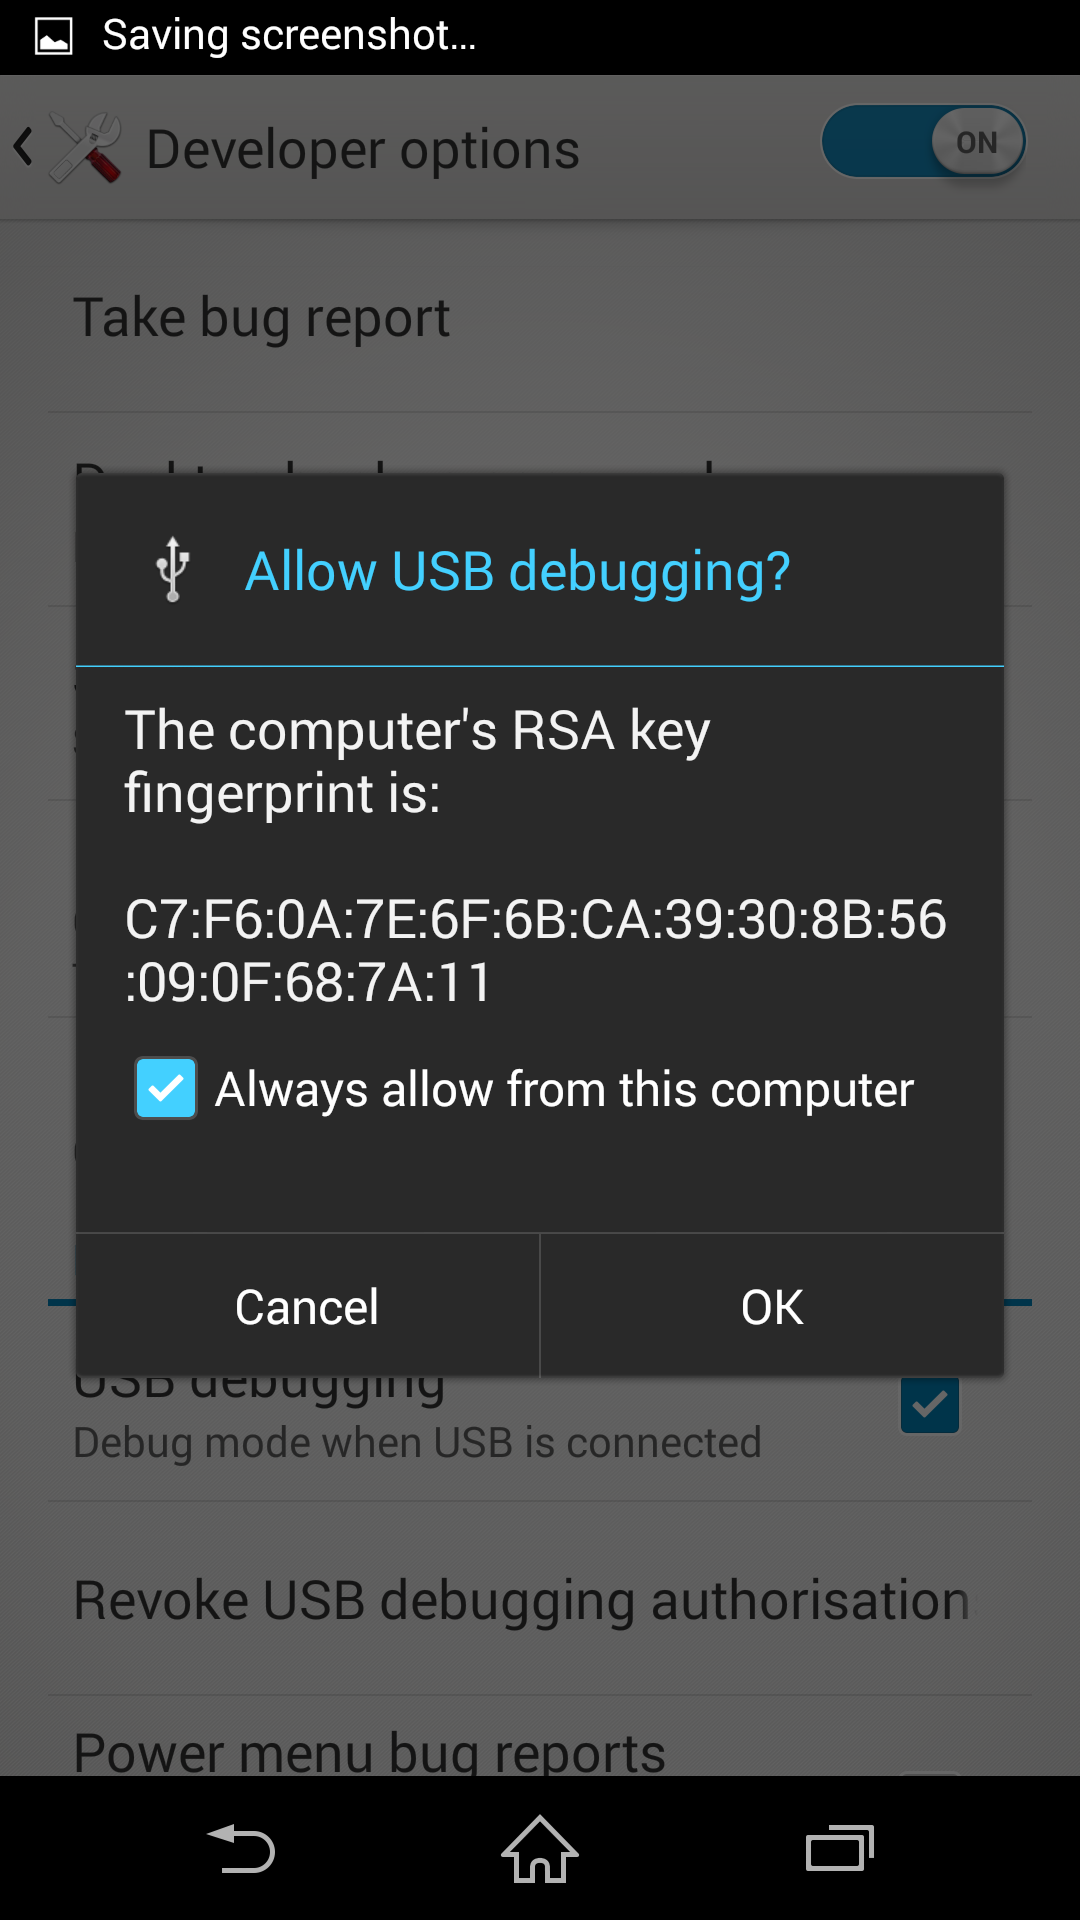 Saving screenshot...
Developer options
ON
Take bug report
Allow USB debugging?
The computer's RSA key
fingerprint is:
C7:F6:0A:7E:6F:6B:CA:39:30:8B:56
:09:0F:68:7A:11
Always allow from this computer
Cancel
OK
USB debugging
Debug mode when USB is connected
Revoke USB debugging authorisation
Power menu bug reports